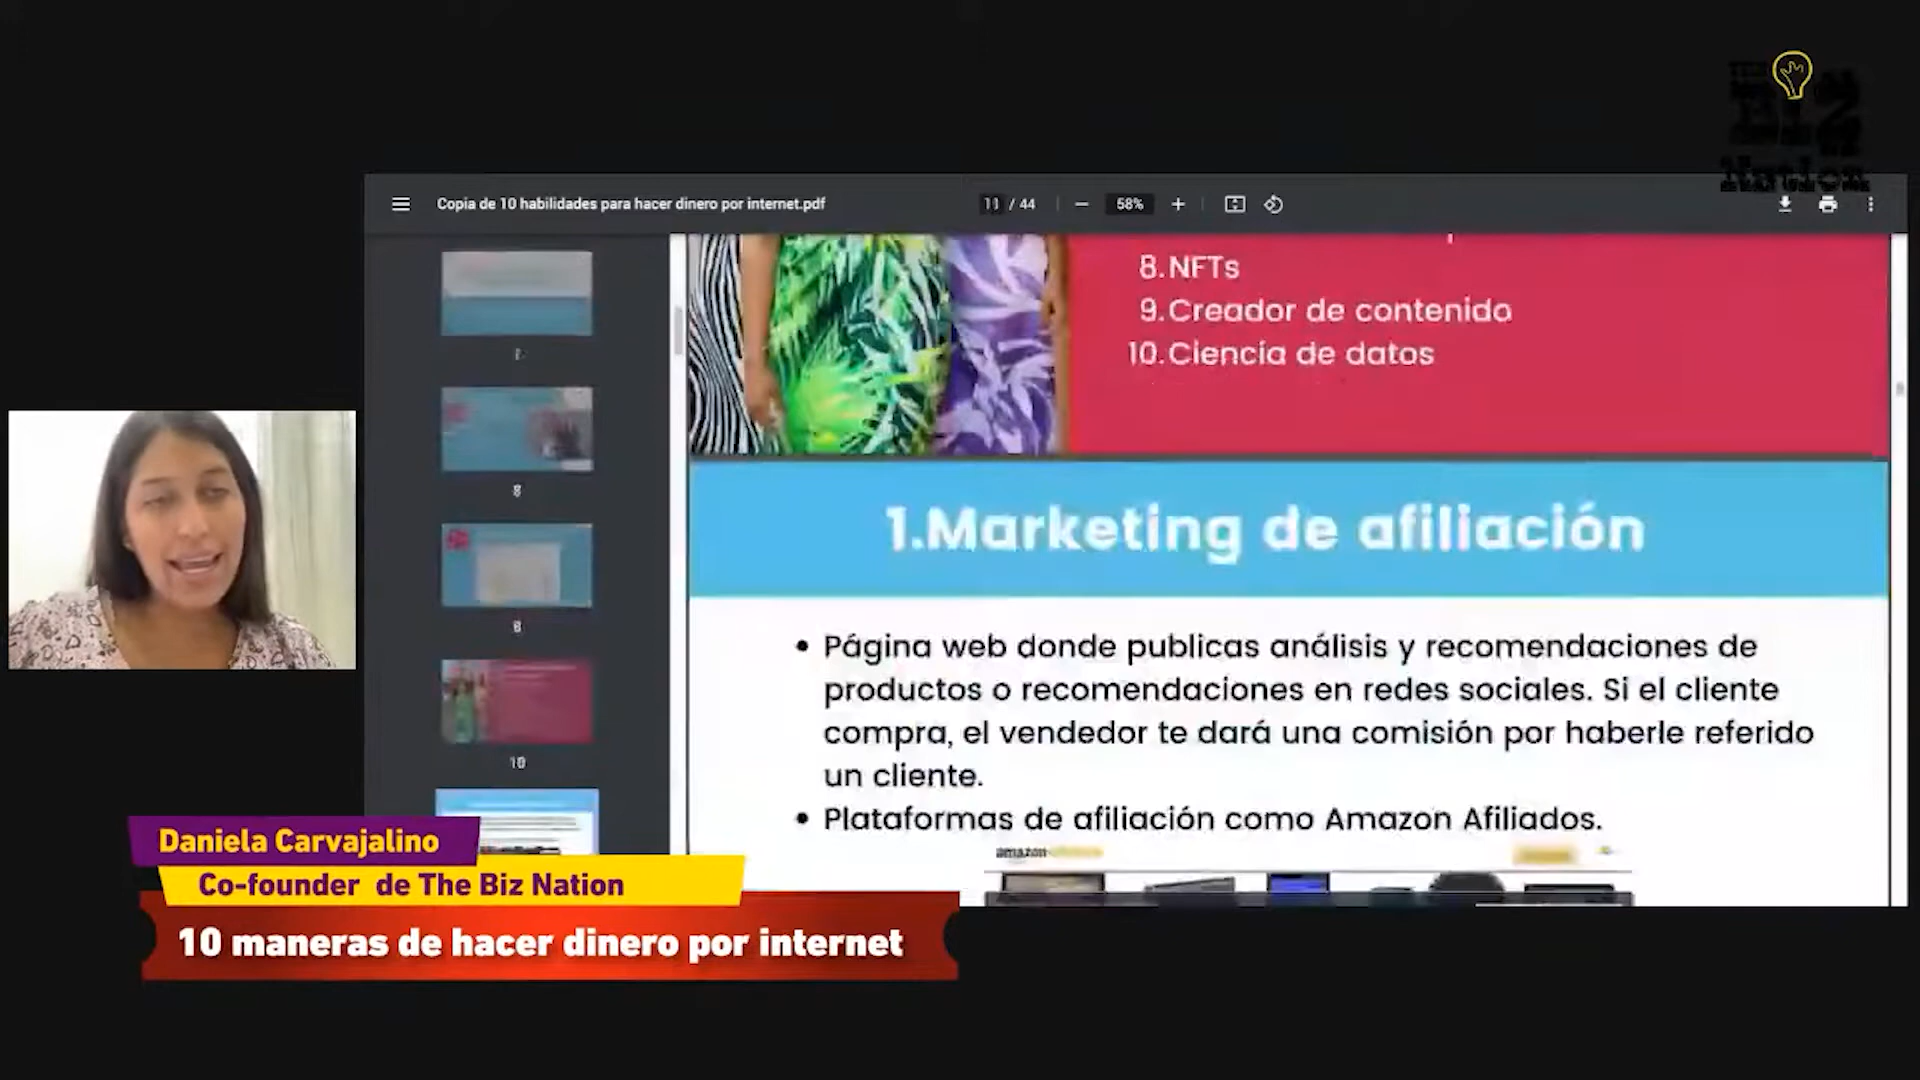 Copia de 10 habilidades para hacer dinero por internet.pdf
11 / 44
58%
8. NFTs
9. Creador de contenido
10. Ciencia de datos
1.Marketing de afiliación
• Página web donde publicas análisis y recomendaciones de
productos o recomendaciones en redes sociales. Si el cliente
compra, el vendedor te dará una comisión por haberle referido
un cliente.
• Plataformas de afiliación como Amazon Afiliados.
amazon
10
Daniela Carvajalino
Co-founder de The Biz Nation
10 maneras de hacer dinero por internet